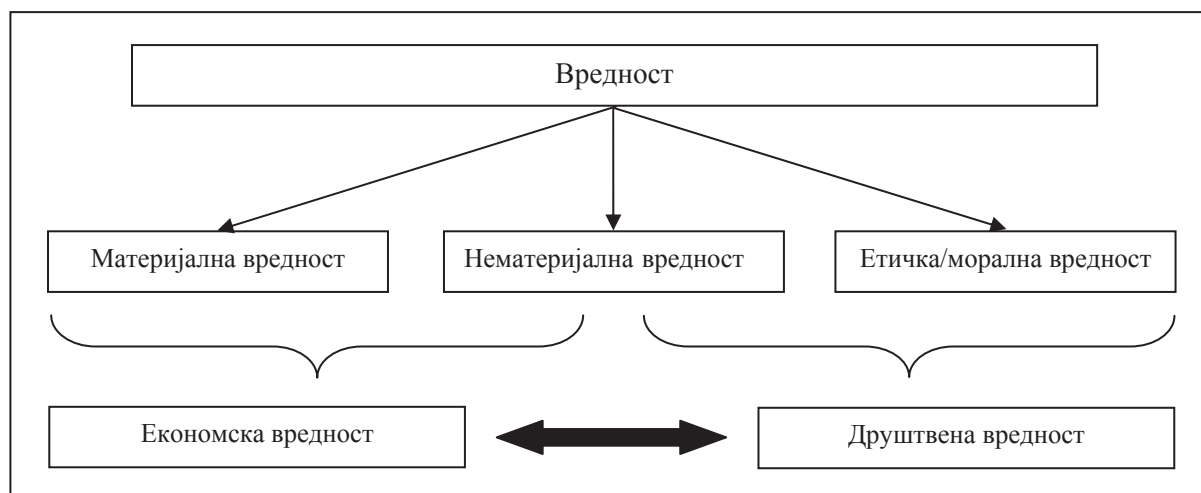 Вредност
Материјална вредност
Нематеријална вредност
Етичка/морална вредност
Економска вредност
Друштвена вредност